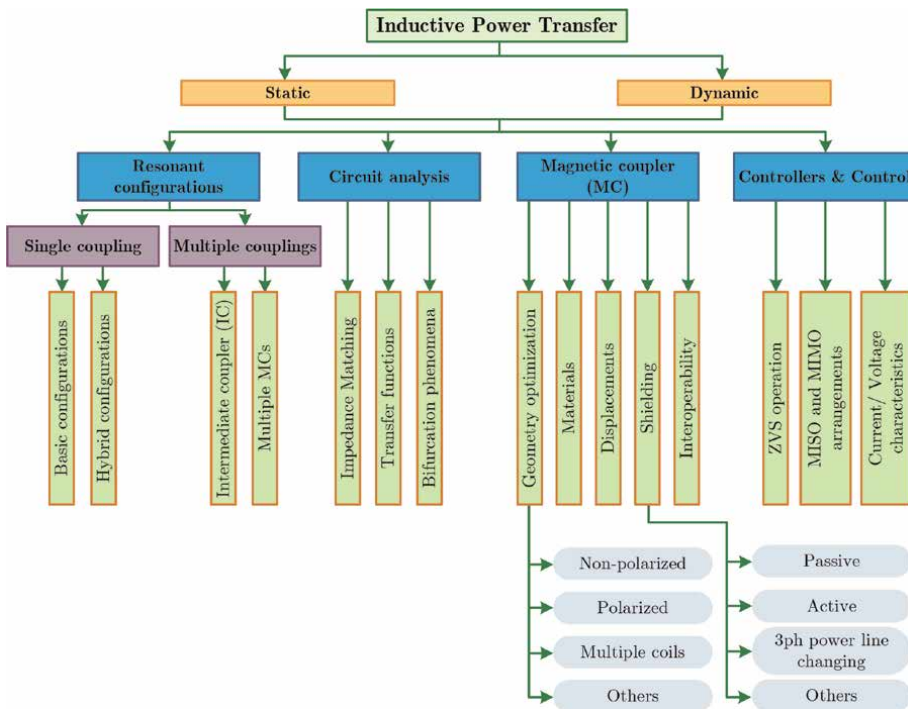 Inductive Power Transfer
Static
Dynamic
Resonant
configurations
Circuit analysis
Magnetic coupler
(MC)
Controllers & Control
Single coupling
Multiple couplings
Basic configurations
Hybrid configurations
Intermediate coupler (IC)
Multiple MCs
Impedance Matching
Transfer functions
Bifurcation phenomena
Geometry optimization
Materials
Displacements
Shielding
Interoperability
ZVS operation
MISO and MIMO
arrangements
Current/ Voltage
characteristics
Non-polarized
Polarized
Multiple coils
Others
Passive
Active
3ph power line
changing
Others